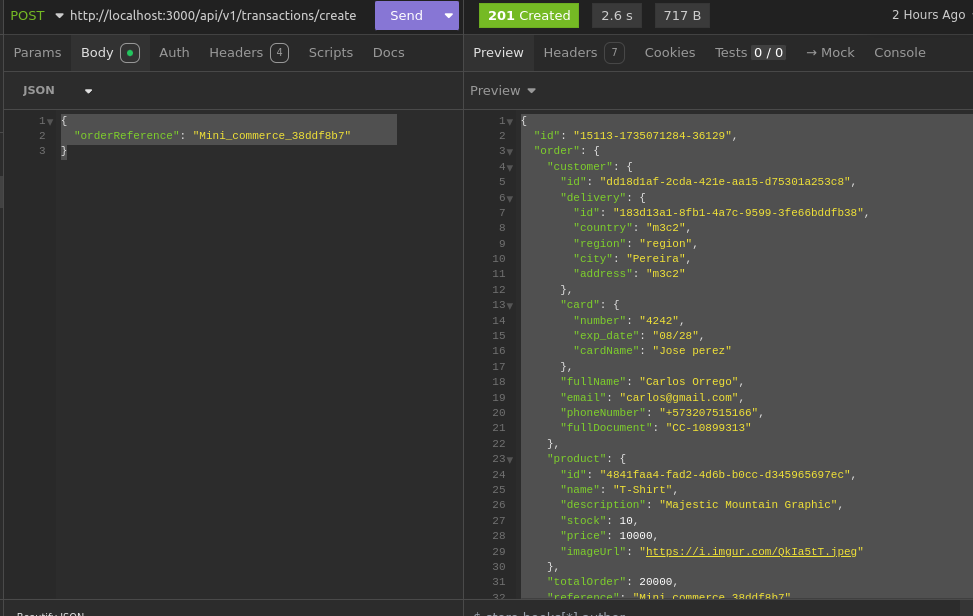 POST http://localhost:3000/api/v1/transactions/create Send 201 Created 2.6 s 717 B 2 Hours Ago
Params Body Auth Headers 4 Scripts Docs Preview Headers 7 Cookies Tests 0 / 0 → Mock Console
JSON Preview
1 {
2 "orderReference": "Mini_commerce_38ddf8b7"
3 }
1 {
2 "id": "15113-1735071284-36129",
3 "order": {
4 "customer": {
5 "id": "dd18d1af-2cda-421e-aa15-d75301a253c8",
6 "delivery": {
7 "id": "183d13a1-8fb1-4a7c-9599-3fe66bddfb38",
8 "country": "m3c2",
9 "region": "region",
10 "city": "Pereira",
11 "address": "m3c2"
12 },
13 "card": {
14 "number": "4242",
15 "exp_date": "08/28",
16 "cardName": "Jose perez"
17 },
18 "fullName": "Carlos Orrego",
19 "email": "carlos@gmail.com",
20 "phoneNumber": "+573207515166",
21 "fullDocument": "CC-10899313"
22 },
23 "product": {
24 "id": "4841faa4-fad2-4d6b-b0cc-d345965697ec",
25 "name": "T-Shirt",
26 "description": "Majestic Mountain Graphic",
27 "stock": 10,
28 "price": 10000,
29 "imageUrl": "https://i.imgur.com/QkIa5tT.jpeg"
30 },
31 "totalOrder": 20000,
32 "reference": "Mini_commerce_38ddf8b7"
Beautify JSON $.store.books[*].author